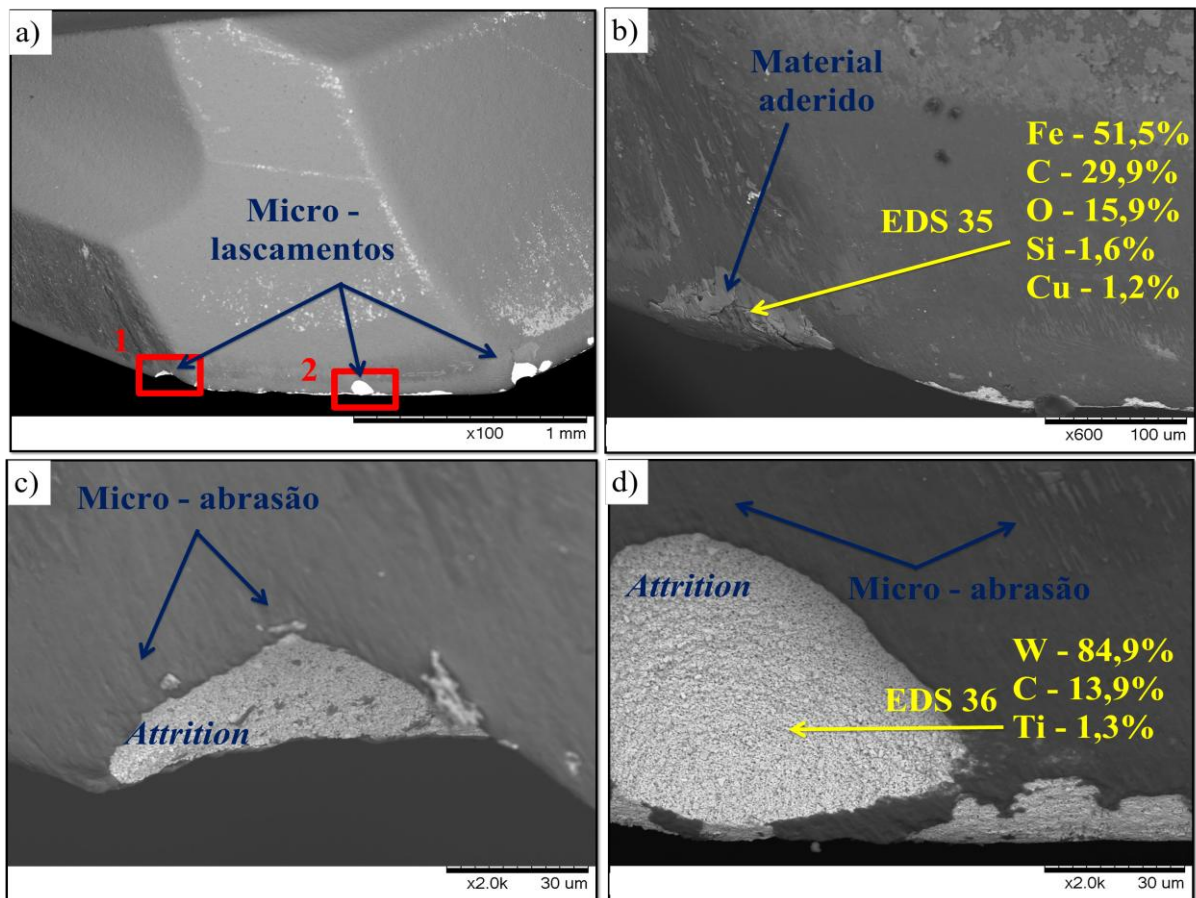 a)
Micro -
lascamentos
1
2
x100 1 mm
b)
Material
aderido
EDS 35
Fe - 51,5%
C - 29,9%
O - 15,9%
Si -1,6%
Cu - 1,2%
x600 100 um
c)
Micro - abrasão
Attrition
x2.0k 30 um
d)
Attrition
Micro - abrasão
EDS 36
W - 84,9%
C - 13,9%
Ti - 1,3%
x2.0k 30 um